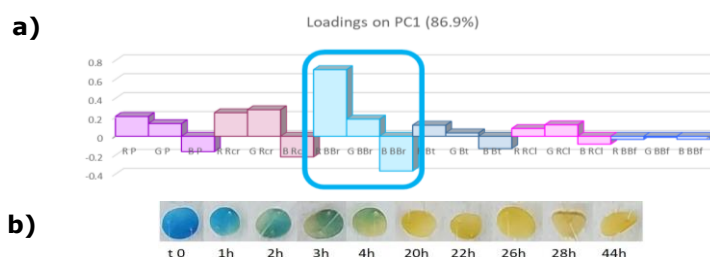 a)
Loadings on PC1 (86.9%)
0.8
0.6
0.4
0.2
0
-0.2
-0.4
R P G P B P R Rcr G Rcr B Rcr R BBr G BBr B BBr R Bt G Bt B Bt R RCl G RCl B RCl R BBf G BBf B BBf
b)
t 0 1h 2h 3h 4h 20h 22h 26h 28h 44h